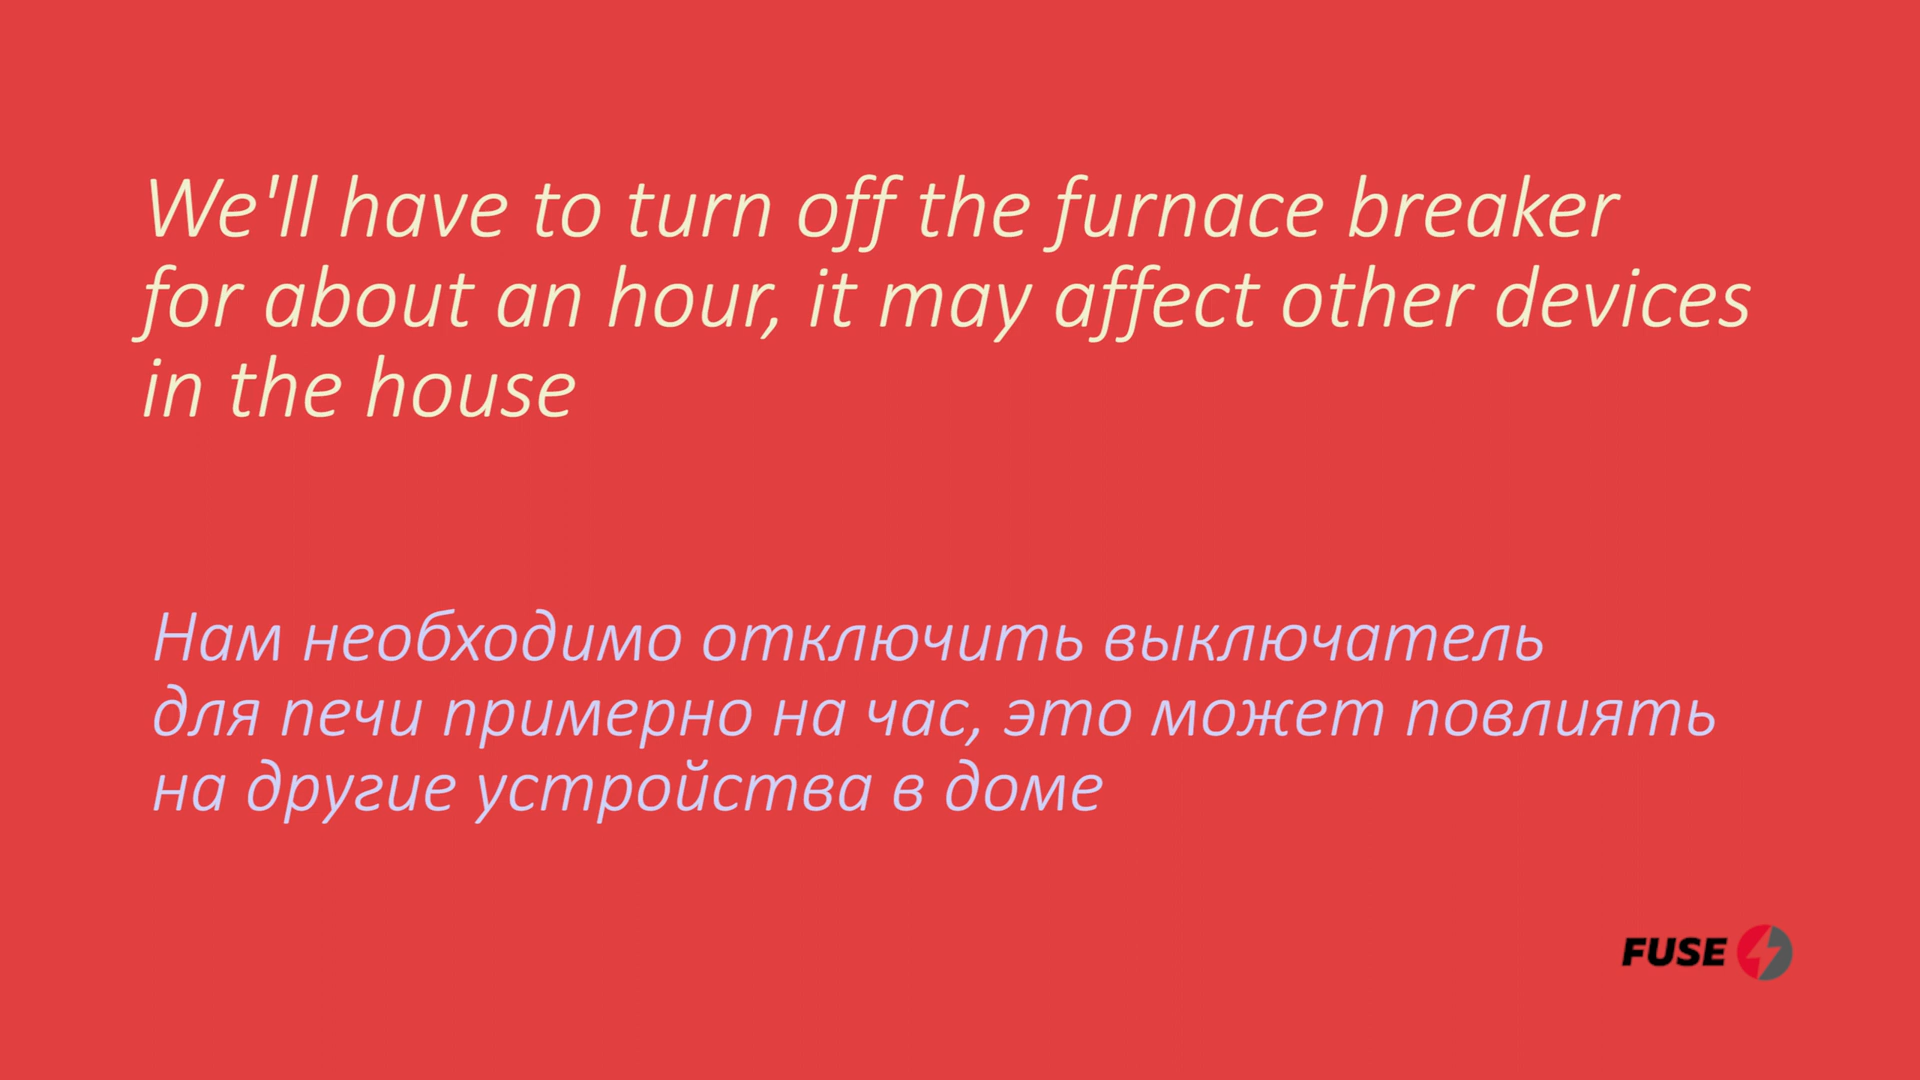 We'll have to turn off the furnace breaker
for about an hour, it may affect other devices
in the house
Нам необходимо отключить выключатель
для печи примерно на час, это может повлиять
на другие устройства в доме
FUSE